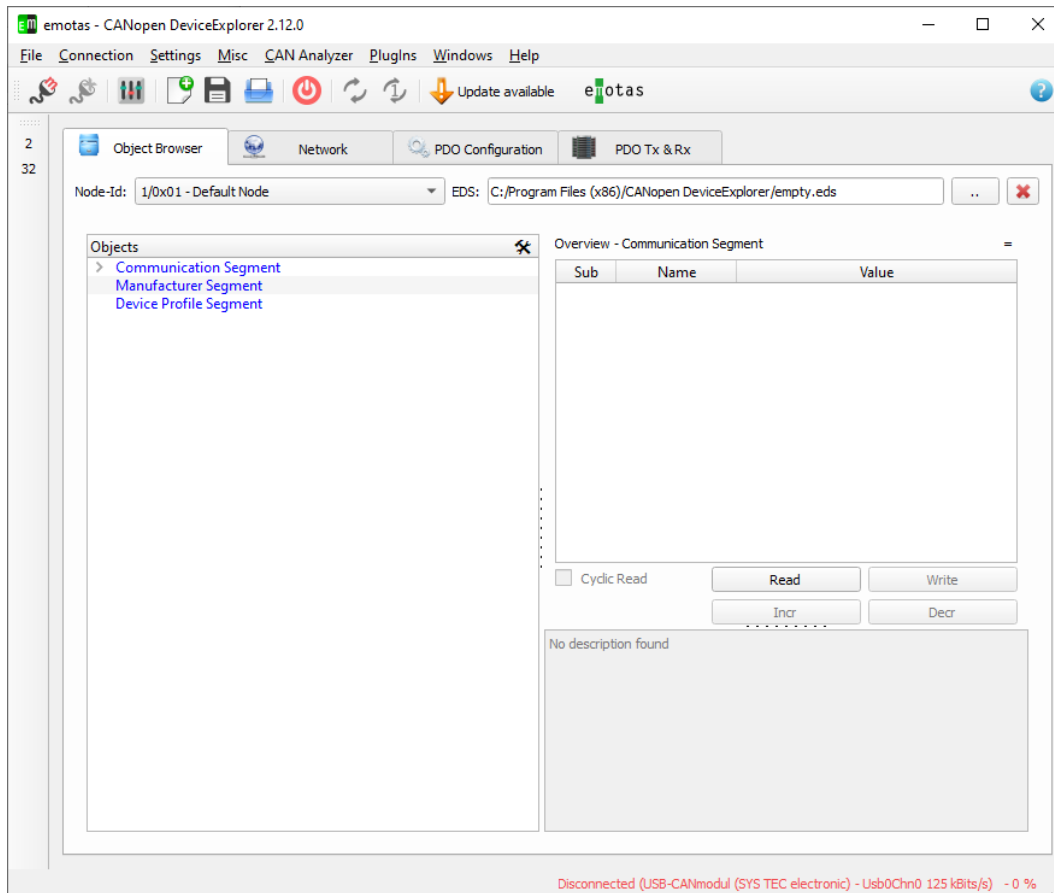 emotas - CANopen DeviceExplorer 2.12.0
File Connection Settings Misc CAN Analyzer PlugIns Windows Help
Update available emotas
2
32
Object Browser Network PDO Configuration PDO Tx & Rx
Node-Id: 1/0x01 - Default Node EDS: C:/Program Files (x86)/CANopen DeviceExplorer/empty.eds ..
Objects
Communication Segment
Manufacturer Segment
Device Profile Segment
Overview - Communication Segment =
Sub Name Value
Cyclic Read Read Write
Incr Decr
No description found
Disconnected (USB-CANmodul (SYS TEC electronic) - Usb0Chn0 125 kBits/s) - 0 %